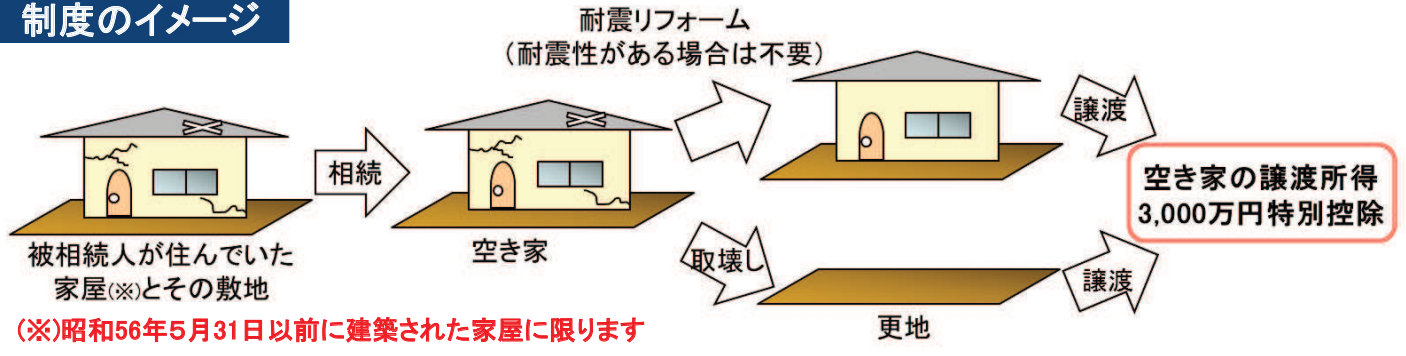 制度のイメージ
耐震リフォーム
（耐震性がある場合は不要）
相続
譲渡
空き家の譲渡所得
3,000万円特別控除
被相続人が住んでいた
家屋(※)とその敷地
空き家
取壊し
譲渡
更地
(※)昭和56年５月31日以前に建築された家屋に限ります